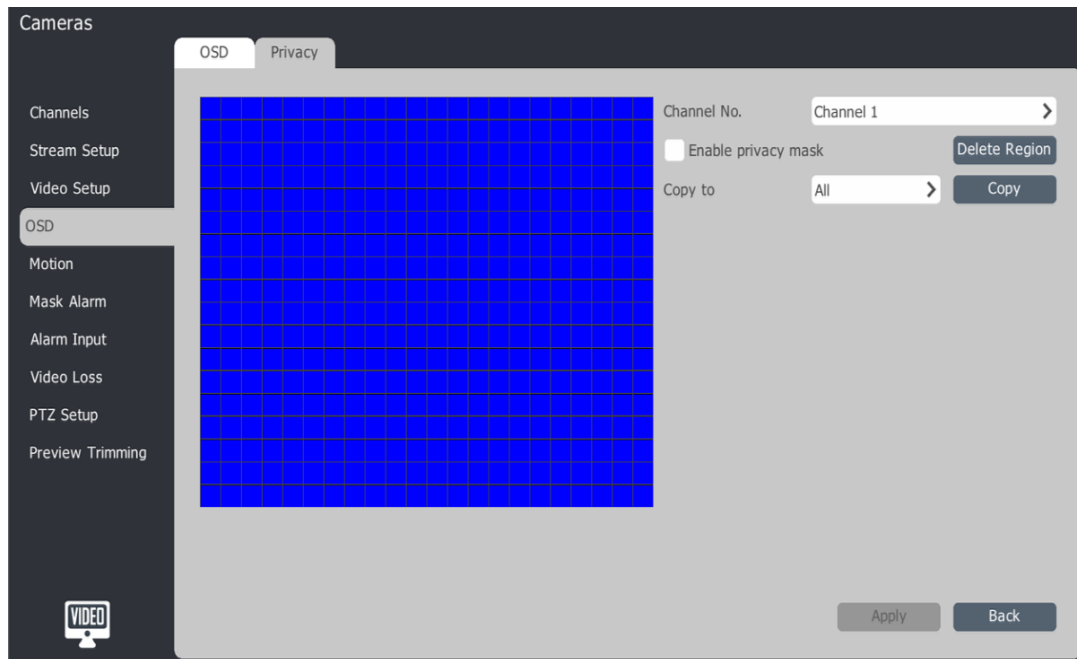 Cameras
OSD
Privacy
Channels
Stream Setup
Video Setup
OSD
Motion
Mask Alarm
Alarm Input
Video Loss
PTZ Setup
Preview Trimming
Channel No.
Channel 1
Enable privacy mask
Delete Region
Copy to
All
Copy
VIDEO
Apply
Back